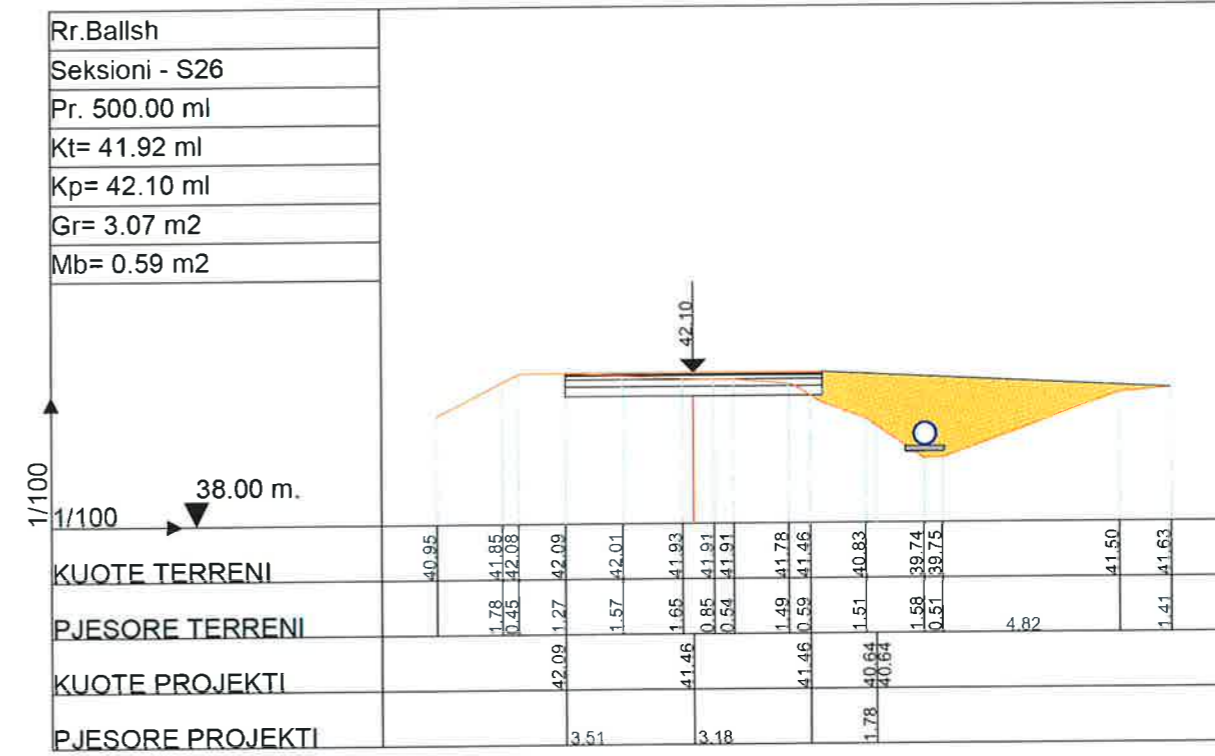 Rr.Ballsh
Seksioni - S26
Pr. 500.00 ml
Kt= 41.92 ml
Kp= 42.10 ml
Gr= 3.07 m2
Mb= 0.59 m2
42.10
1/100
38.00 m.
1/100
KUOTE TERRENI 40.95 41.85 42.08 42.09 42.01 41.93 41.91 41.91 41.78 41.46 40.83 39.74 39.75 41.50 41.63
PJESORE TERRENI 1.78 0.45 1.27 1.57 1.65 0.85 0.54 1.49 0.59 1.51 1.58 0.51 4.82 1.41
KUOTE PROJEKTI 42.09 41.46 41.46 40.64 40.64
PJESORE PROJEKTI 3.51 3.18 1.78